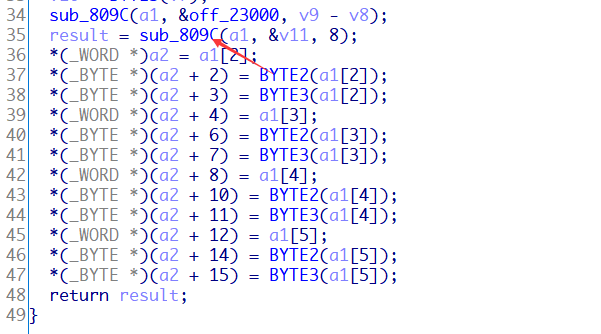 34 sub_809C(a1, &off_23000, v9 - v8);
35 result = sub_809C(a1, &v11, 8);
36 *(_WORD *)a2 = a1[2];
37 *(_BYTE *)(a2 + 2) = BYTE2(a1[2]);
38 *(_BYTE *)(a2 + 3) = BYTE3(a1[2]);
39 *(_WORD *)(a2 + 4) = a1[3];
40 *(_BYTE *)(a2 + 6) = BYTE2(a1[3]);
41 *(_BYTE *)(a2 + 7) = BYTE3(a1[3]);
42 *(_WORD *)(a2 + 8) = a1[4];
43 *(_BYTE *)(a2 + 10) = BYTE2(a1[4]);
44 *(_BYTE *)(a2 + 11) = BYTE3(a1[4]);
45 *(_WORD *)(a2 + 12) = a1[5];
46 *(_BYTE *)(a2 + 14) = BYTE2(a1[5]);
47 *(_BYTE *)(a2 + 15) = BYTE3(a1[5]);
48 return result;
49 }